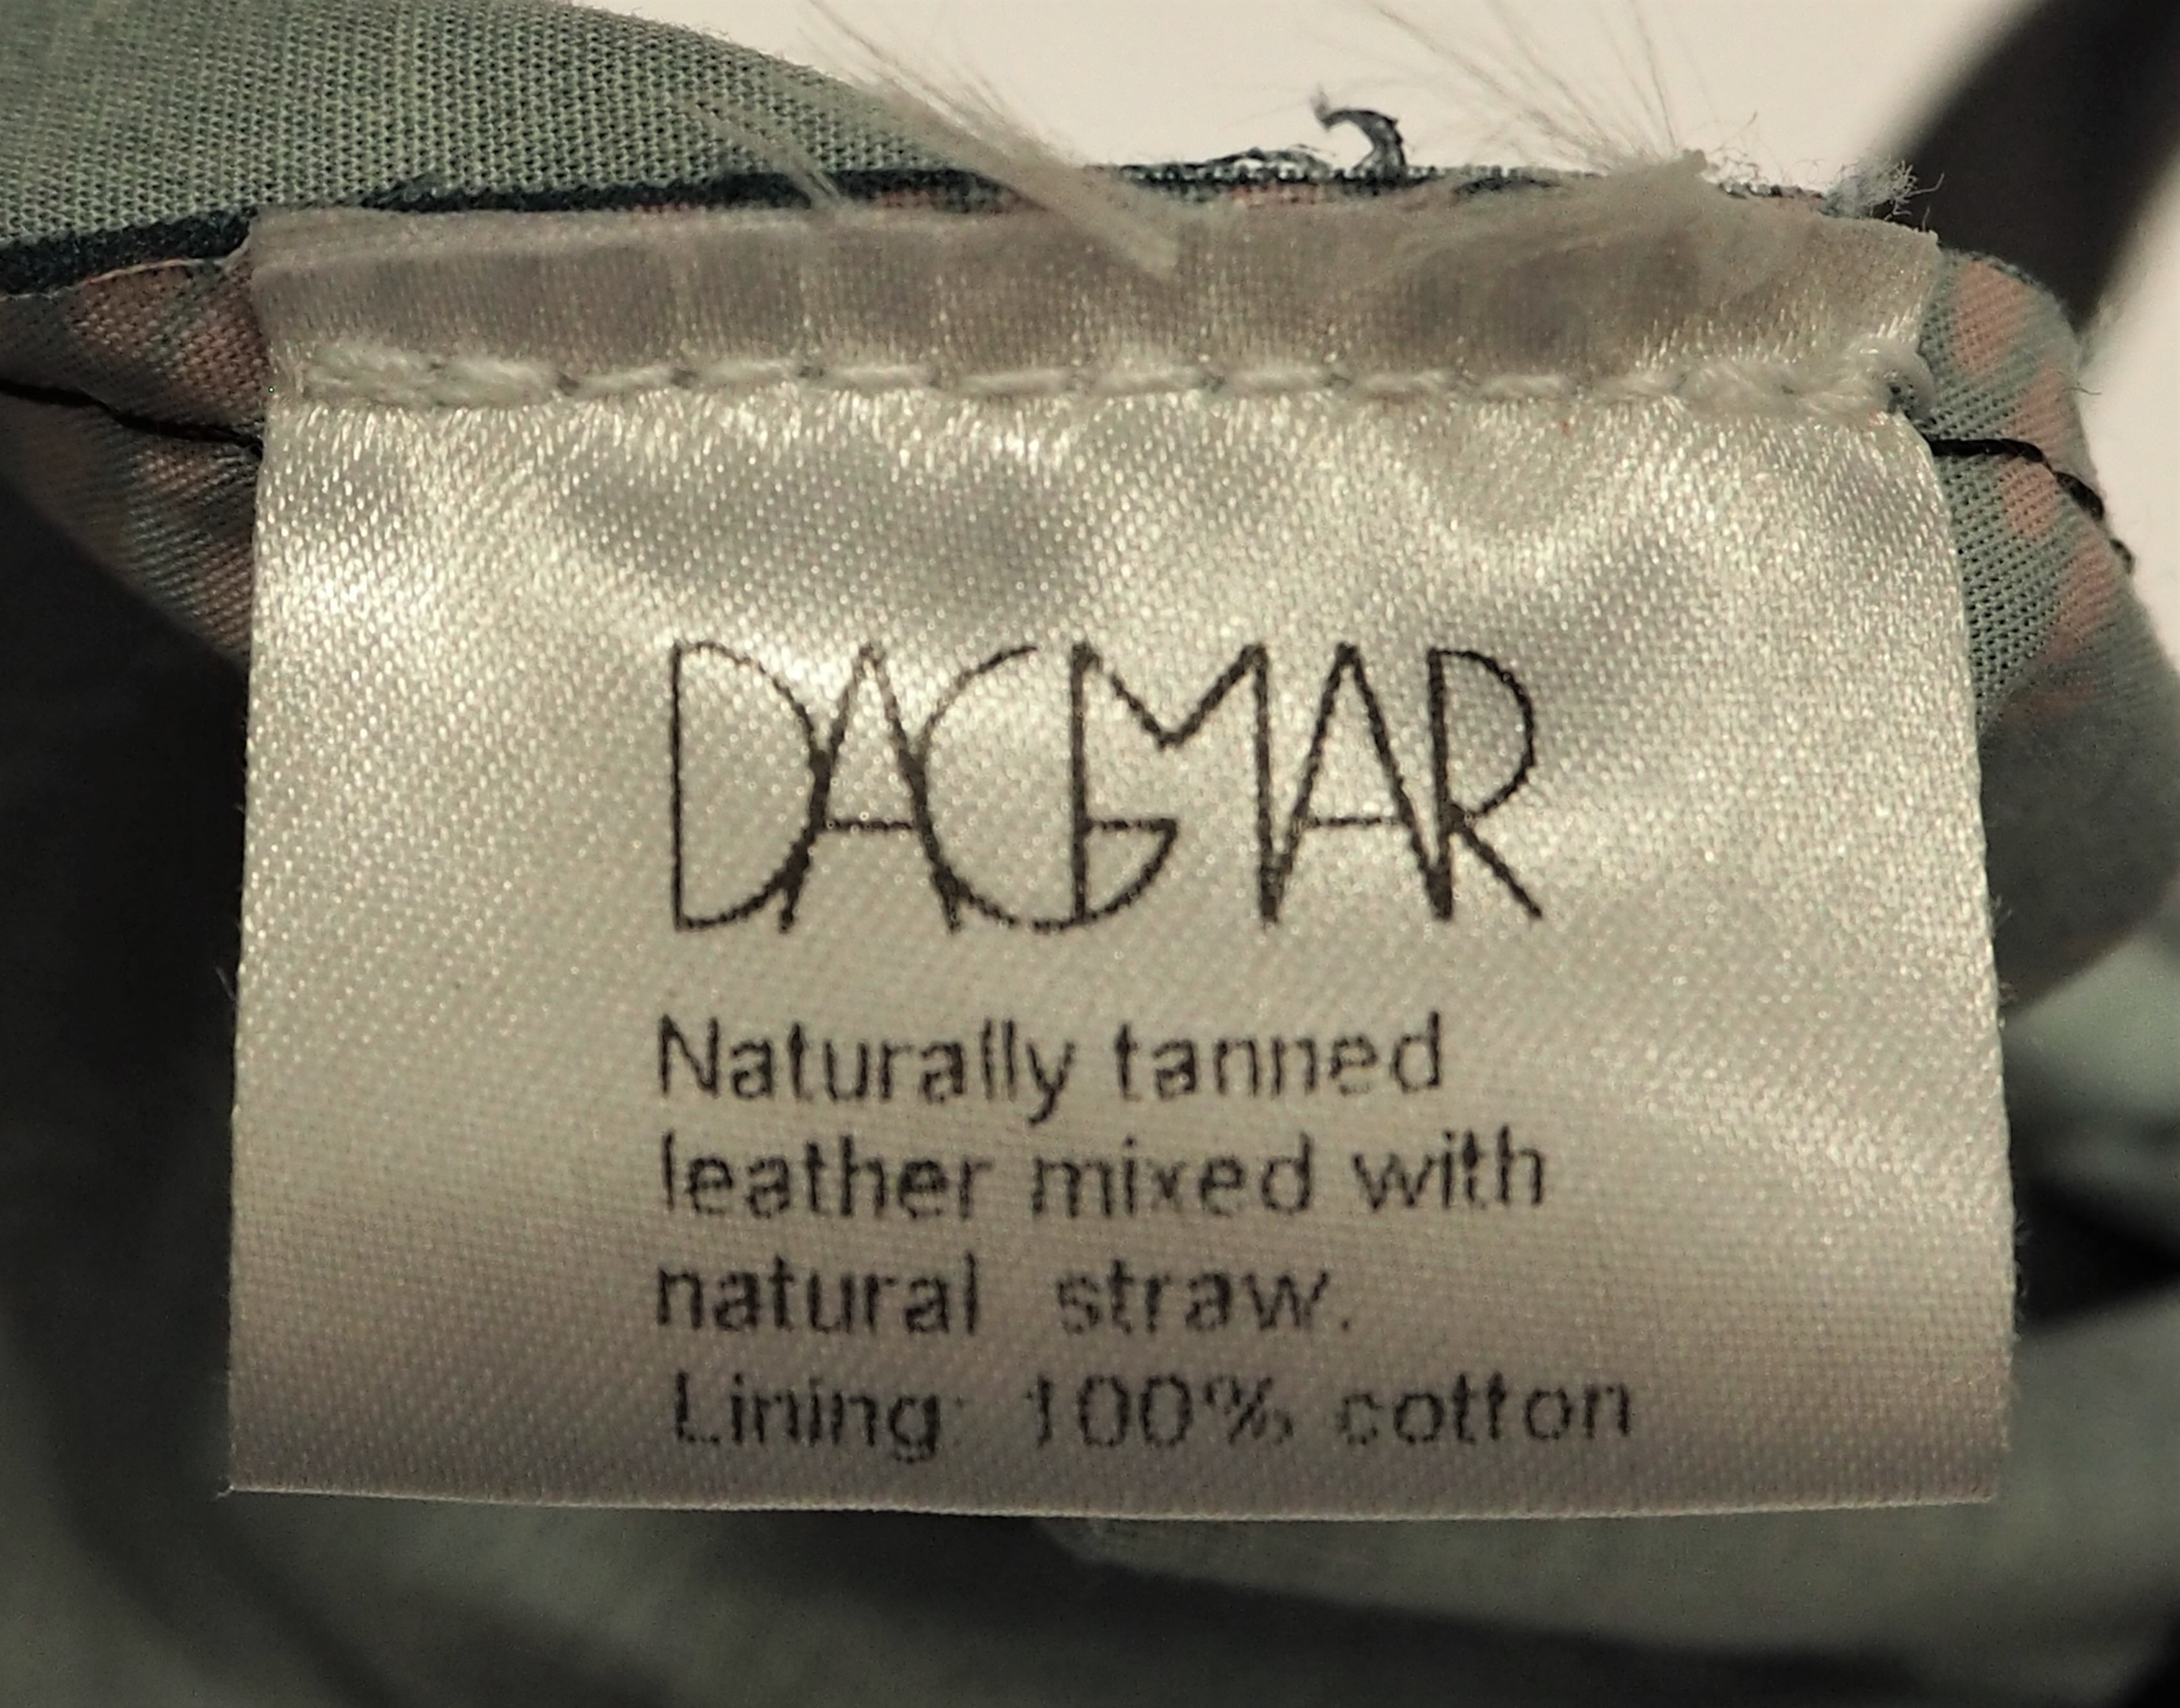 DAGMAR
Naturally tanned
leather mixed with
natural straw.
Lining: 100% cotton